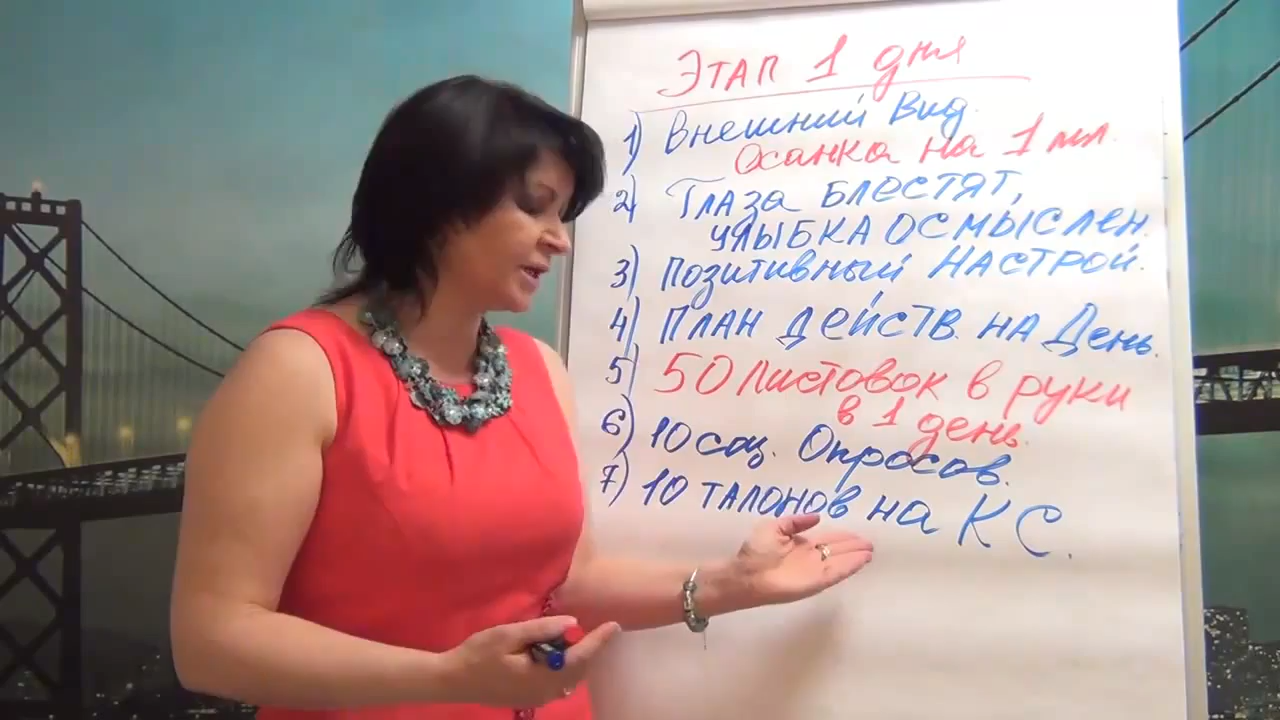 Этап 1 дня
1) Внешний Вид.
Осанка на 1 мл.
2) Глаза блестят,
улыбка осмыслен.
3) Позитивный настрой.
4) План действ. на День.
5) 50 листовок в руки
в 1 день.
6) 10 соц. Опросов.
7) 10 талонов на КС.